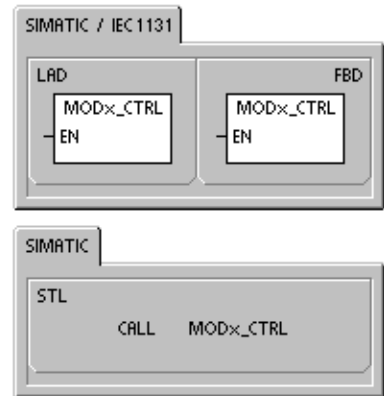 SIMATIC / IEC1131
LAD FBD
MODx_CTRL MODx_CTRL
EN EN
SIMATIC
STL
CALL MODx_CTRL